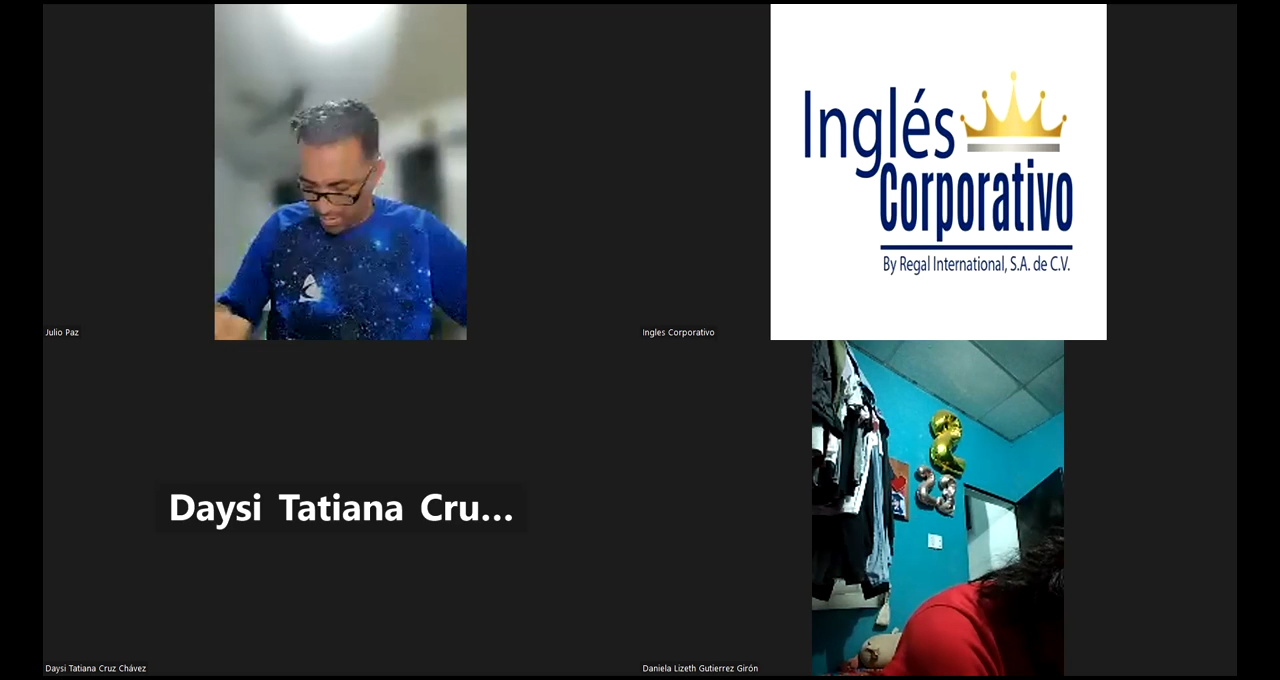 Inglés
Corporativo
By Regal International, S.A. de C.V.
Julio Paz
Ingles Corporativo
Daysi Tatiana Cru...
Daysi Tatiana Cruz Chávez
Daniela Lizeth Gutierrez Girón